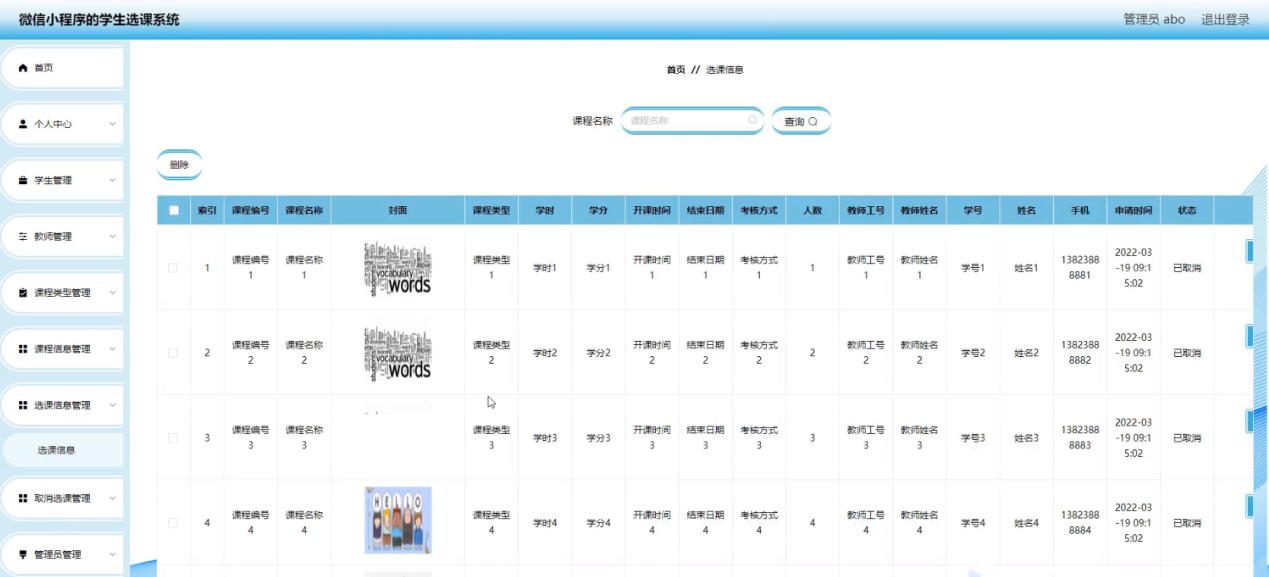 微信小程序的学生选课系统
管理员 abo 退出登录
首页
个人中心
学生管理
教师管理
课程类型管理
课程信息管理
选课信息管理
选课信息
取消选课管理
管理员管理
首页 // 选课信息
课程名称 课程名称 查询
删除
索引 课程编号 课程名称 封面 课程类型 学时 学分 开课时间 结束日期 考核方式 人数 教师工号 教师姓名 学号 姓名 手机 申请时间 状态
1 课程编号1 课程名称1 vocabulary words 课程类型1 学时1 学分1 开课时间1 结束日期1 考核方式1 1 教师工号1 教师姓名1 学号1 姓名1 13823888881 2022-03-19 09:15:02 已取消
2 课程编号2 课程名称2 vocabulary words 课程类型2 学时2 学分2 开课时间2 结束日期2 考核方式2 2 教师工号2 教师姓名2 学号2 姓名2 13823888882 2022-03-19 09:15:02 已取消
3 课程编号3 课程名称3 课程类型3 学时3 学分3 开课时间3 结束日期3 考核方式3 3 教师工号3 教师姓名3 学号3 姓名3 13823888883 2022-03-19 09:15:02 已取消
4 课程编号4 课程名称4 HELLO 课程类型4 学时4 学分4 开课时间4 结束日期4 考核方式4 4 教师工号4 教师姓名4 学号4 姓名4 13823888884 2022-03-19 09:15:02 已取消